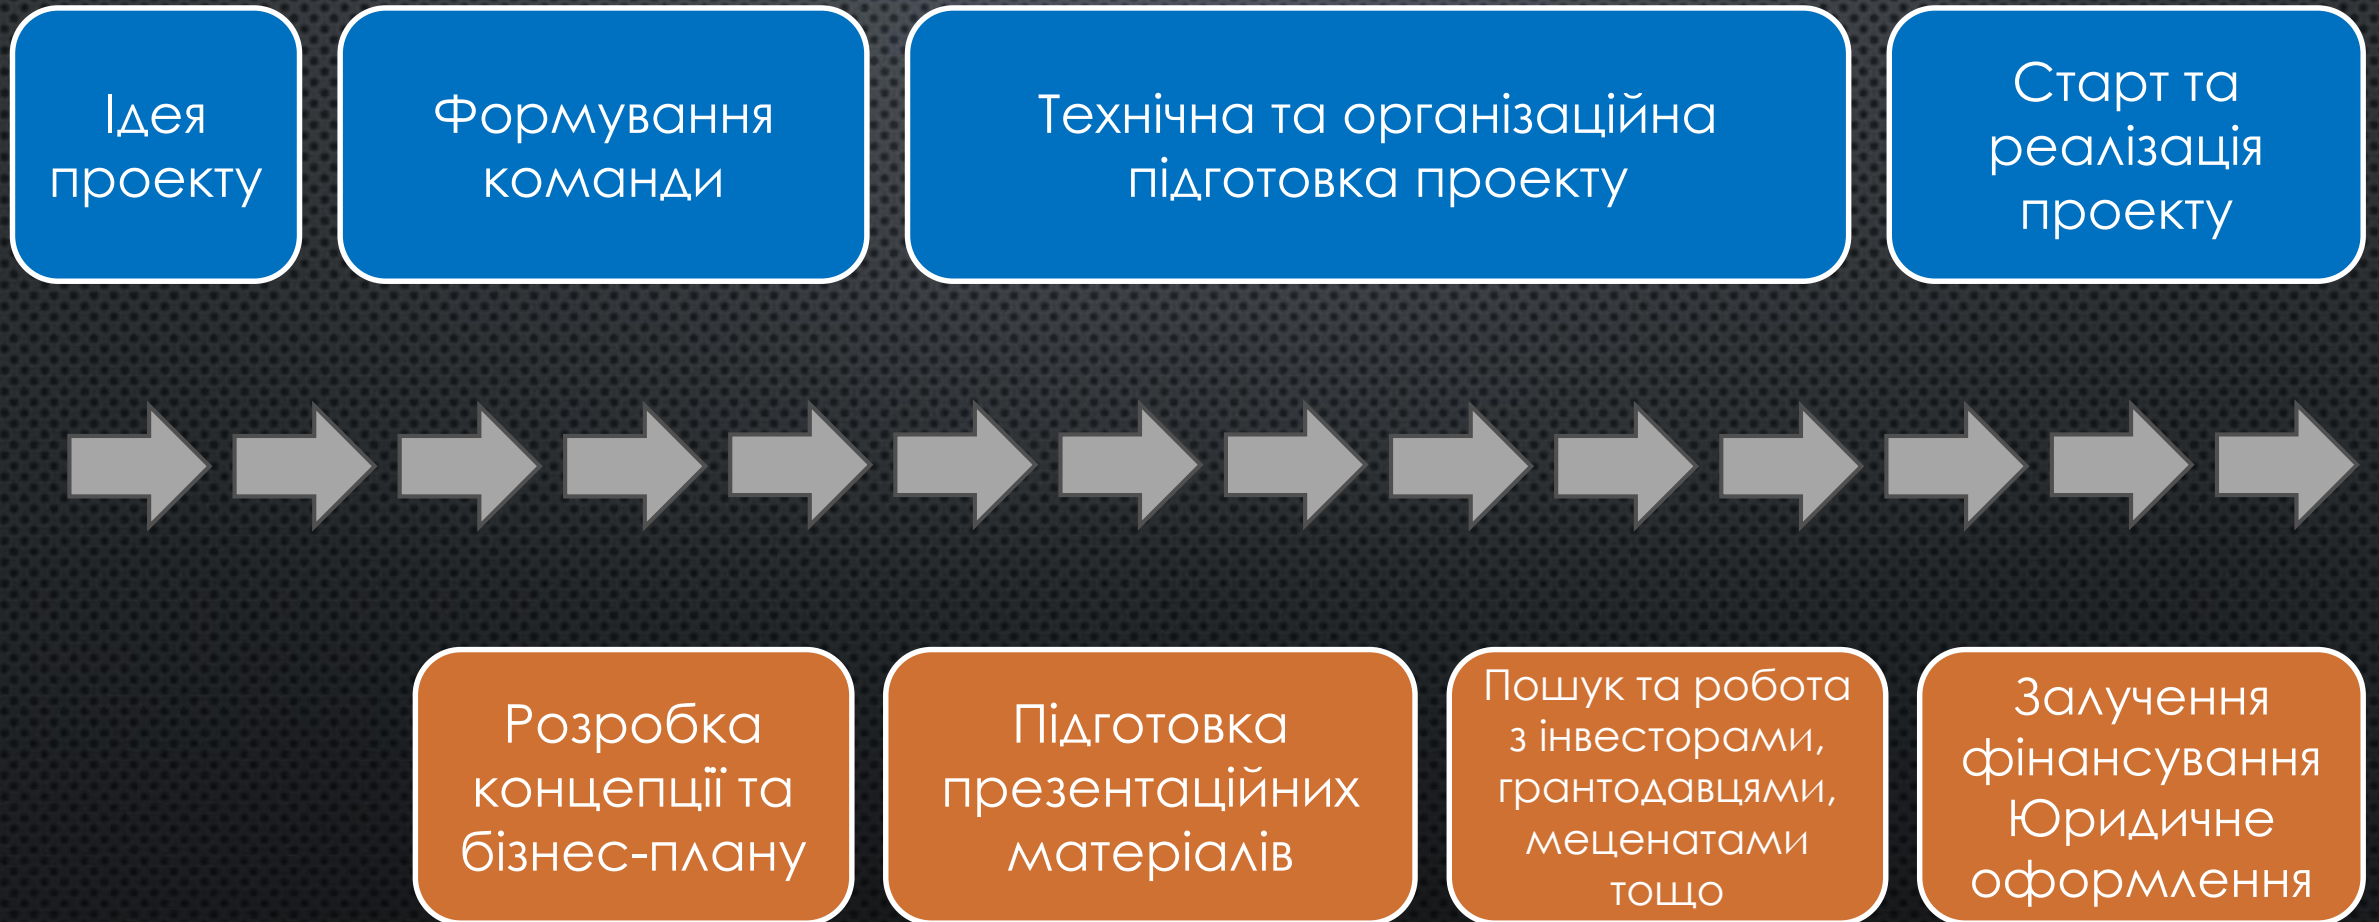 Ідея
проекту
Формування
команди
Технічна та організаційна
підготовка проекту
Старт та
реалізація
проекту
Розробка
концепції та
бізнес-плану
Підготовка
презентаційних
матеріалів
Пошук та робота
з інвесторами,
грантодавцями,
меценатами
тощо
Залучення
фінансування
Юридичне
оформлення